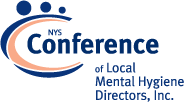 NYS
Conference
of Local
Mental Hygiene
Directors, Inc.